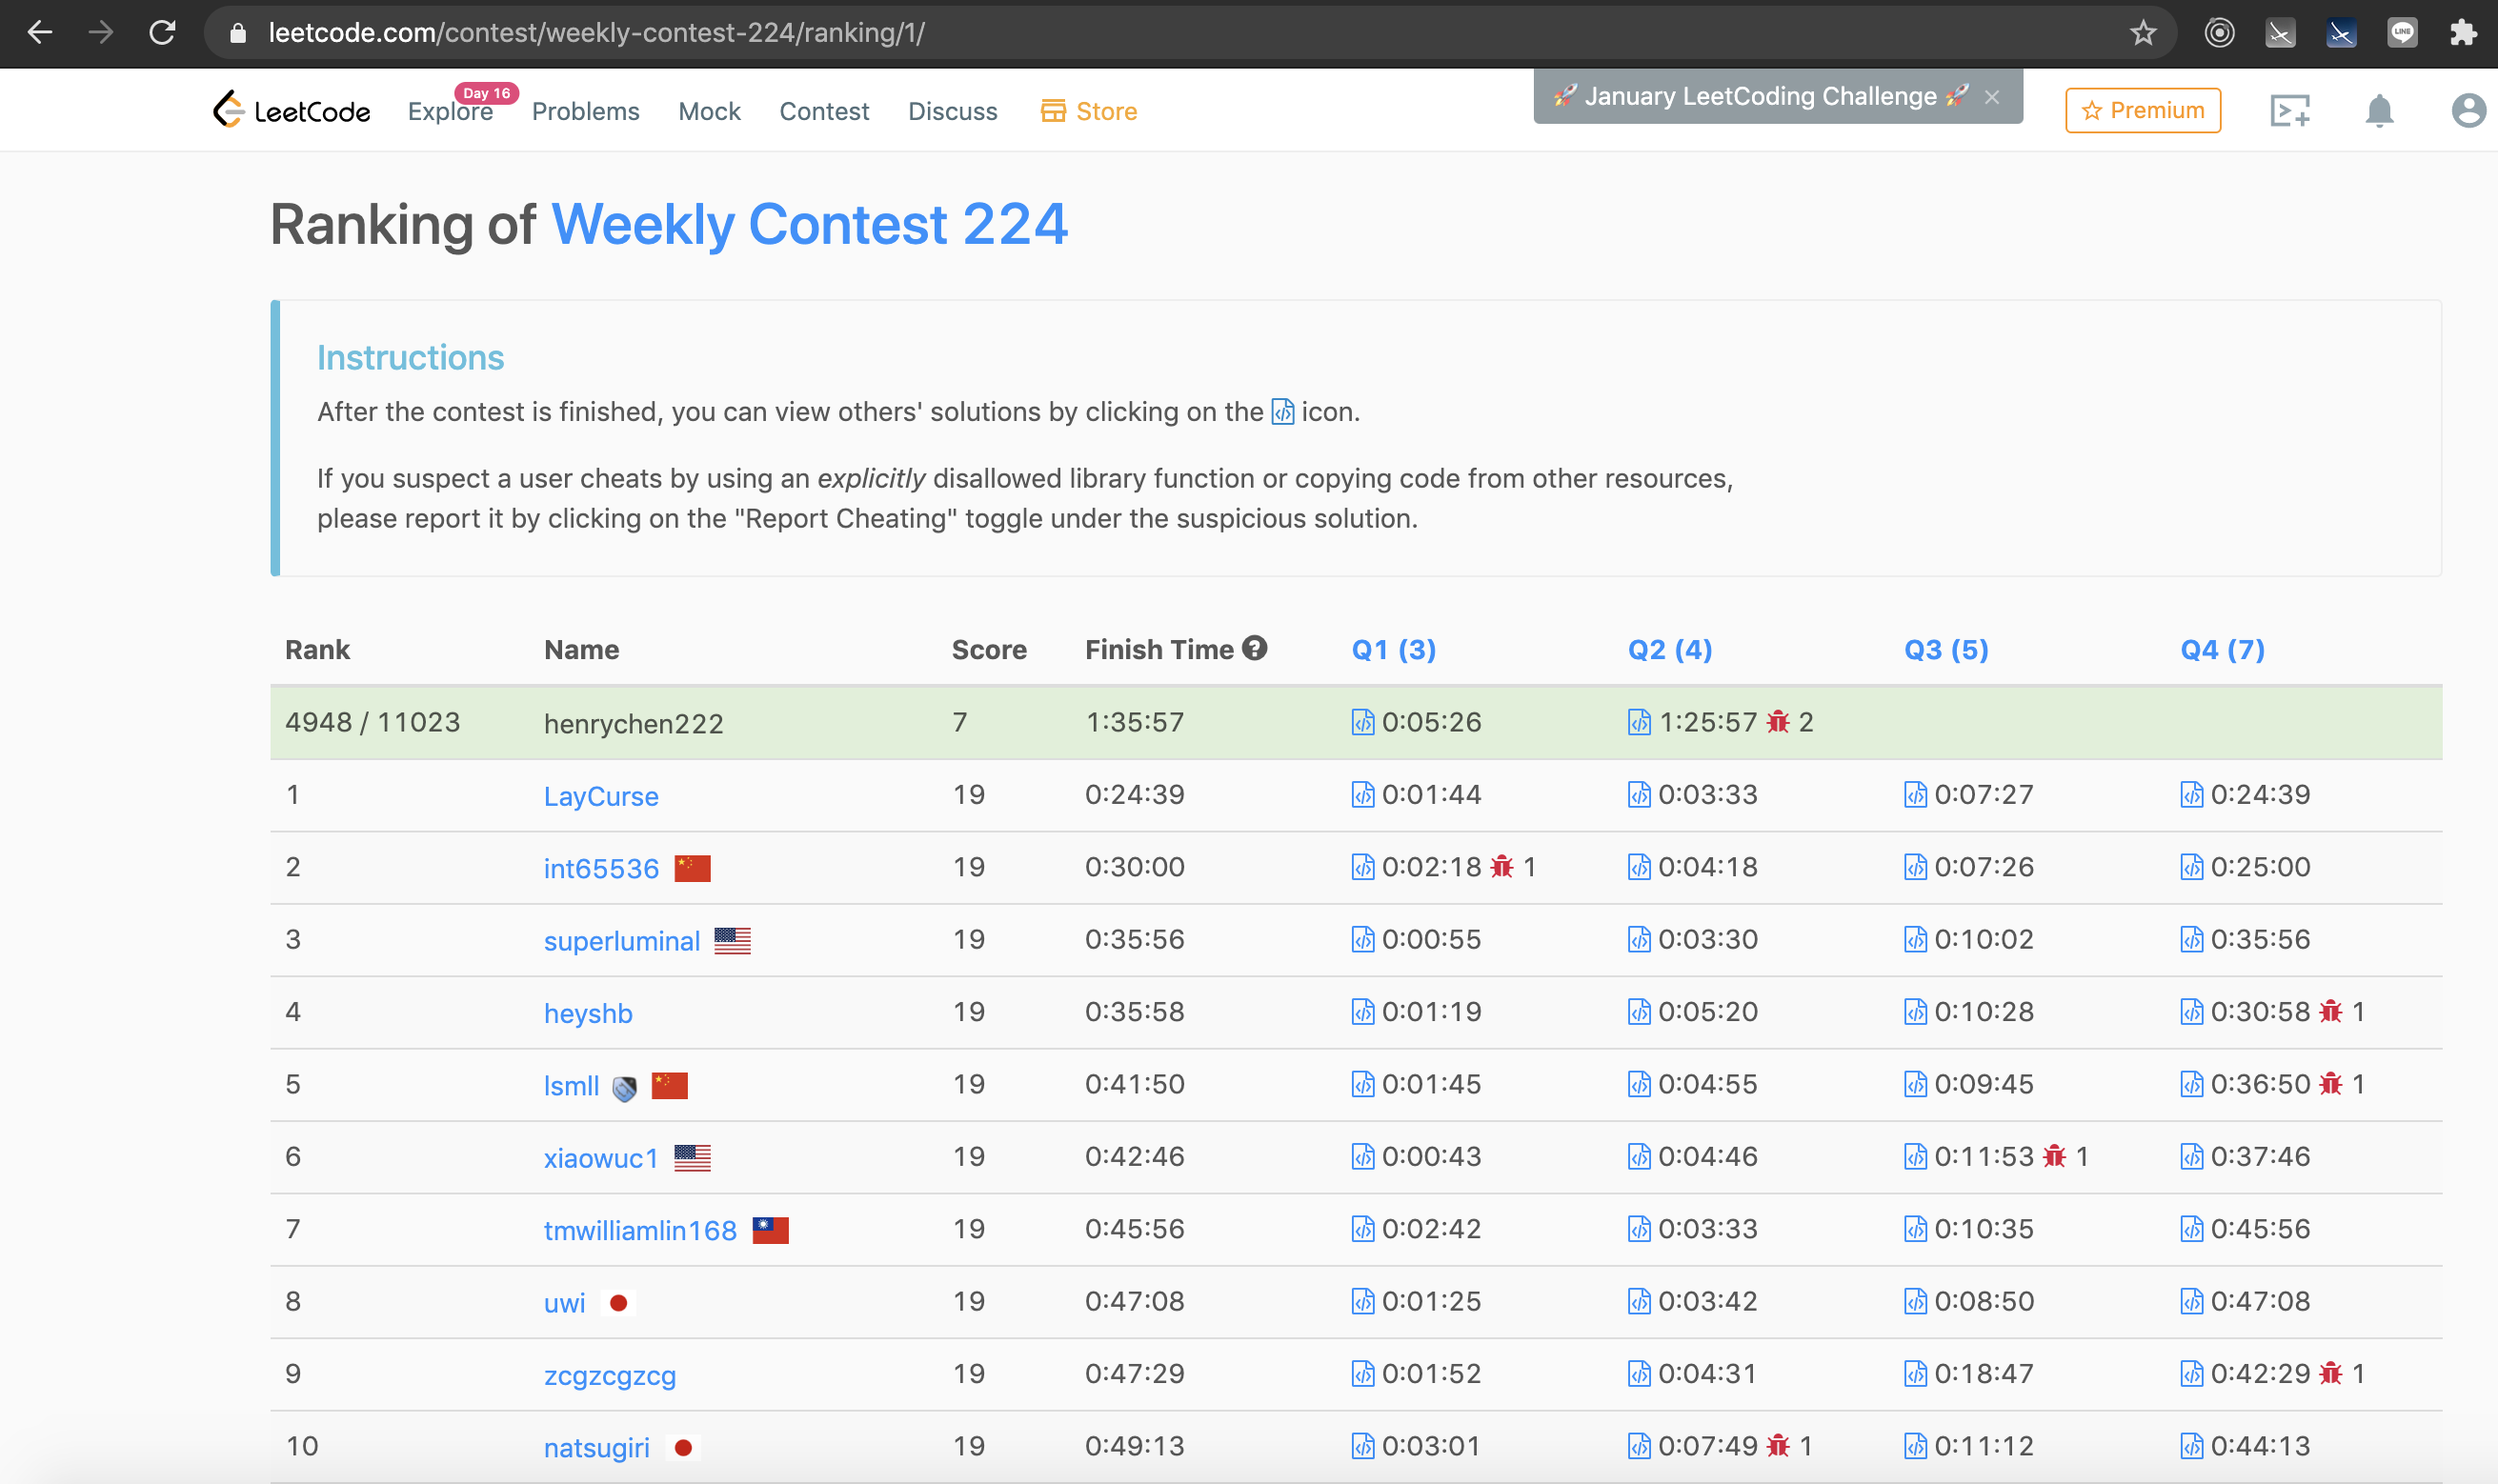 leetcode.com/contest/weekly-contest-224/ranking/1/
LINE
LeetCode Explore Day 16 Problems Mock Contest Discuss Store 🚀 January LeetCoding Challenge 🚀 × Premium
Ranking of Weekly Contest 224
Instructions
After the contest is finished, you can view others' solutions by clicking on the </> icon.
If you suspect a user cheats by using an explicitly disallowed library function or copying code from other resources,
please report it by clicking on the "Report Cheating" toggle under the suspicious solution.
Rank Name Score Finish Time ? Q1 (3) Q2 (4) Q3 (5) Q4 (7)
4948 / 11023 henrychen222 7 1:35:57 0:05:26 1:25:57 2
1 LayCurse 19 0:24:39 0:01:44 0:03:33 0:07:27 0:24:39
2 int65536 19 0:30:00 0:02:18 1 0:04:18 0:07:26 0:25:00
3 superluminal 19 0:35:56 0:00:55 0:03:30 0:10:02 0:35:56
4 heyshb 19 0:35:58 0:01:19 0:05:20 0:10:28 0:30:58 1
5 lsmll 19 0:41:50 0:01:45 0:04:55 0:09:45 0:36:50 1
6 xiaowuc1 19 0:42:46 0:00:43 0:04:46 0:11:53 1 0:37:46
7 tmwilliamlin168 19 0:45:56 0:02:42 0:03:33 0:10:35 0:45:56
8 uwi 19 0:47:08 0:01:25 0:03:42 0:08:50 0:47:08
9 zcgzcgzcg 19 0:47:29 0:01:52 0:04:31 0:18:47 0:42:29 1
10 natsugiri 19 0:49:13 0:03:01 0:07:49 1 0:11:12 0:44:13